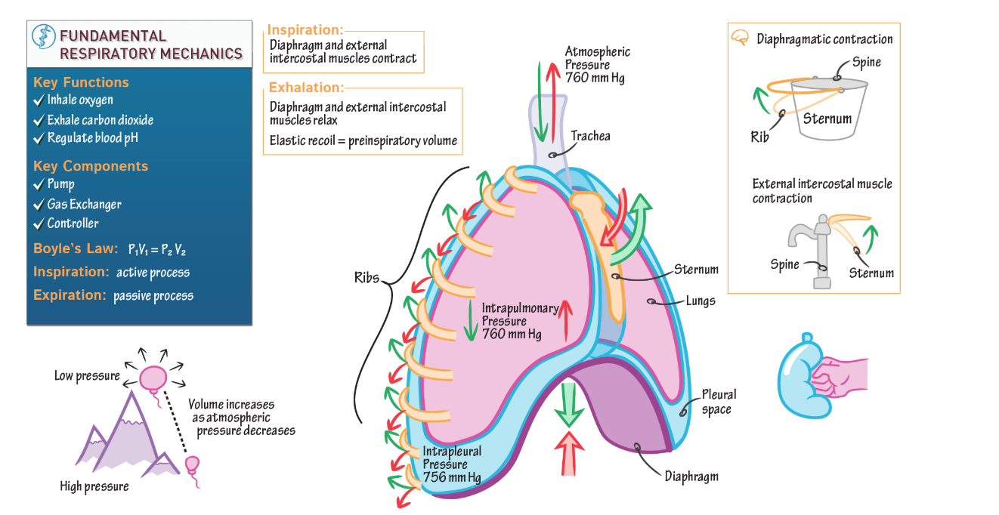 FUNDAMENTAL
RESPIRATORY MECHANICS
Key Functions
Inhale oxygen
Exhale carbon dioxide
Regulate blood pH
Key Components
Pump
Gas Exchanger
Controller
Boyle's Law: P₁V₁ = P₂ V₂
Inspiration: active process
Expiration: passive process
Inspiration:
Diaphragm and external
intercostal muscles contract
Exhalation:
Diaphragm and external intercostal
muscles relax
Elastic recoil = preinspiratory volume
Atmospheric
Pressure
760 mm Hg
Trachea
Ribs
Sternum
Lungs
Intrapulmonary
Pressure
760 mm Hg
Pleural
space
Intrapleural
Pressure
756 mm Hg
Diaphragm
Diaphragmatic contraction
Spine
Sternum
Rib
External intercostal muscle
contraction
Spine
Sternum
Low pressure
Volume increases
as atmospheric
pressure decreases
High pressure